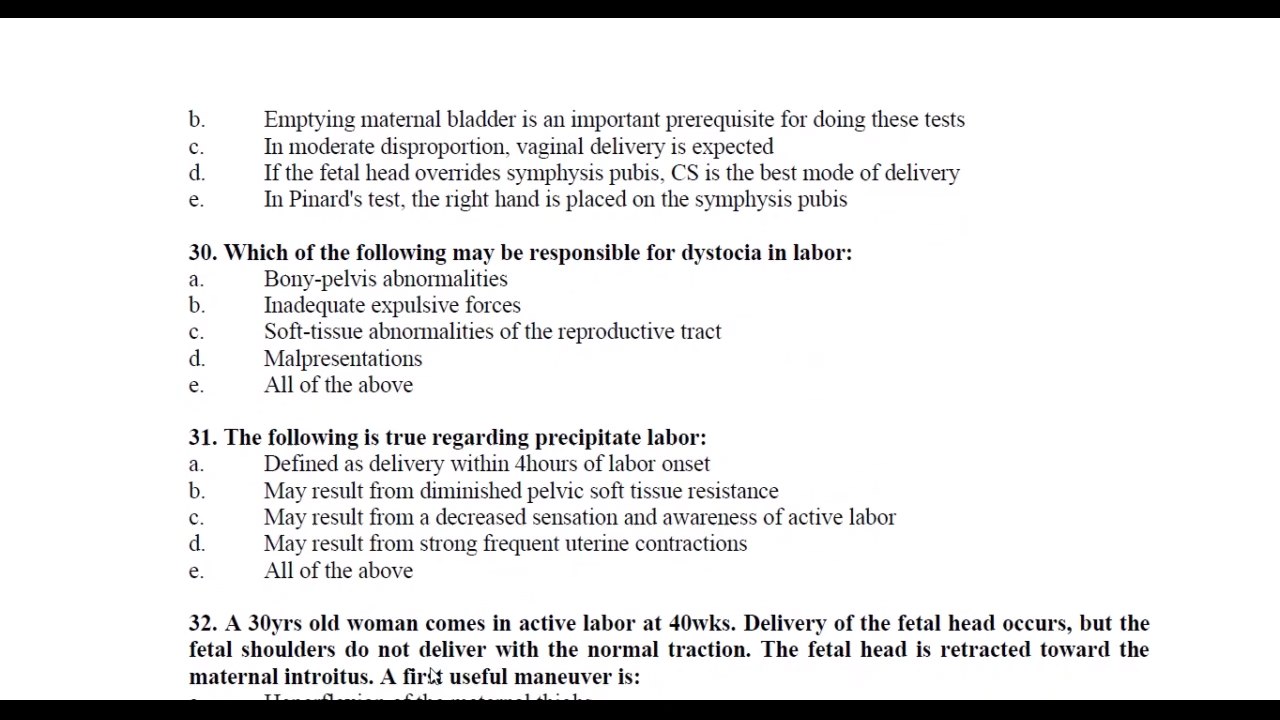 b. Emptying maternal bladder is an important prerequisite for doing these tests
c. In moderate disproportion, vaginal delivery is expected
d. If the fetal head overrides symphysis pubis, CS is the best mode of delivery
e. In Pinard's test, the right hand is placed on the symphysis pubis
30. Which of the following may be responsible for dystocia in labor:
a. Bony-pelvis abnormalities
b. Inadequate expulsive forces
c. Soft-tissue abnormalities of the reproductive tract
d. Malpresentations
e. All of the above
31. The following is true regarding precipitate labor:
a. Defined as delivery within 4hours of labor onset
b. May result from diminished pelvic soft tissue resistance
c. May result from a decreased sensation and awareness of active labor
d. May result from strong frequent uterine contractions
e. All of the above
32. A 30yrs old woman comes in active labor at 40wks. Delivery of the fetal head occurs, but the
fetal shoulders do not deliver with the normal traction. The fetal head is retracted toward the
maternal introitus. A first useful maneuver is:
of the maternal thighs